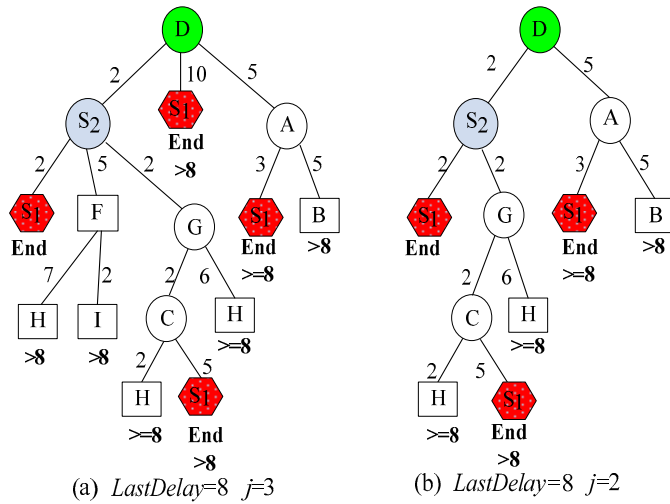 D
D
2
10
5
2
5
S2
S1
A
S2
A
End
>8
2
5
2
3
5
2
2
3
5
S1
F
G
S1
B
S1
G
S1
B
End
End
>8
End
End
>8
>=8
>=8
7
2
2
6
2
6
H
I
C
H
C
H
>8
>8
>=8
>=8
2
5
2
5
H
S1
H
S1
>=8
End
>=8
End
>8
>8
(a) LastDelay=8 j=3
(b) LastDelay=8 j=2